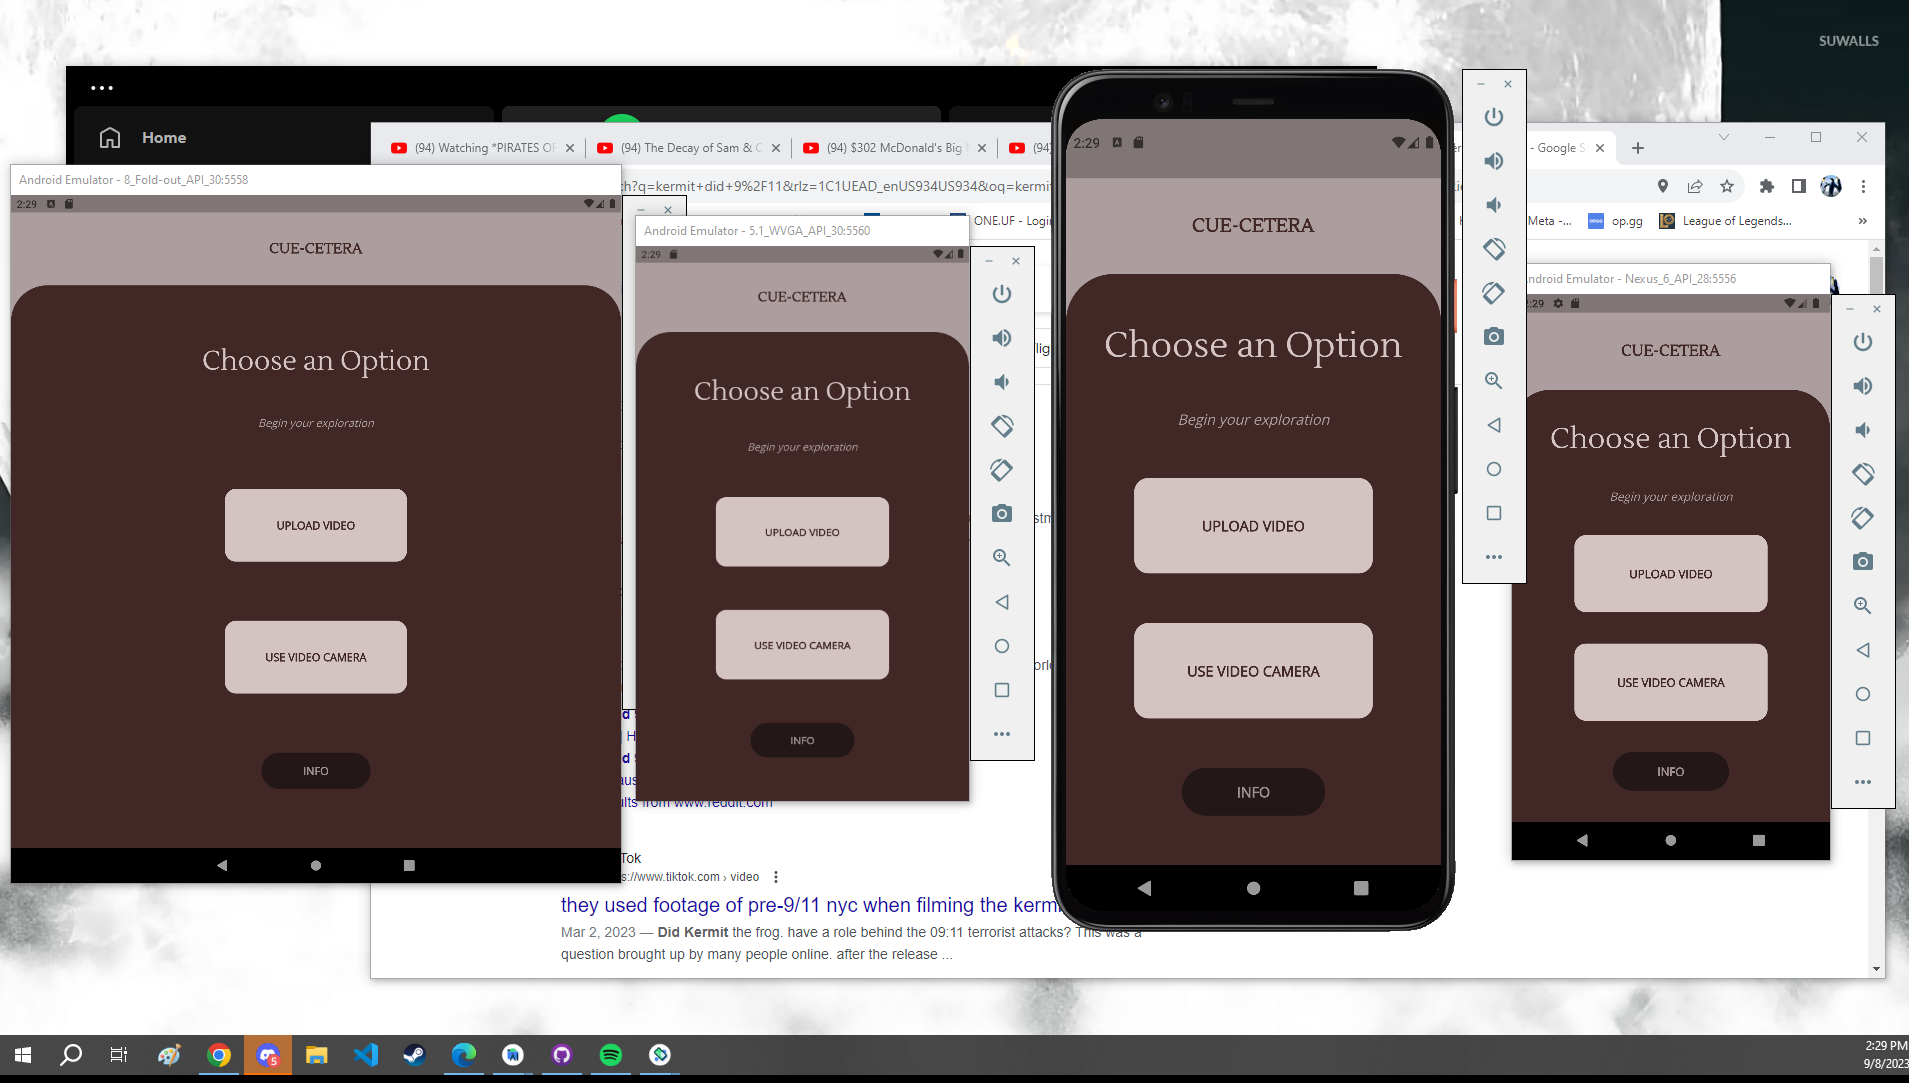 SUWALLS
Home
(94) Watching *PIRATES OF
(94) The Decay of Sam & C
(94) $302 McDonald's Big
(94)
- Google S
ch?q=kermit+did+9%2F11&rlz=1C1UEAD_enUS934US934&oq=kermit
ONE.UF - Login
Meta -...
op.gg
League of Legends...
»
Android Emulator - 8_Fold-out_API_30:5558
2:29
CUE-CETERA
Choose an Option
Begin your exploration
UPLOAD VIDEO
USE VIDEO CAMERA
INFO
Android Emulator - 5.1_WVGA_API_30:5560
2:29
CUE-CETERA
Choose an Option
Begin your exploration
UPLOAD VIDEO
USE VIDEO CAMERA
INFO
2:29
CUE-CETERA
Choose an Option
Begin your exploration
UPLOAD VIDEO
USE VIDEO CAMERA
INFO
Android Emulator - Nexus_6_API_28:5556
2:29
CUE-CETERA
Choose an Option
Begin your exploration
UPLOAD VIDEO
USE VIDEO CAMERA
INFO
ults from www.reddit.com
Tok
s://www.tiktok.com › video
they used footage of pre-9/11 nyc when filming the kermi
Mar 2, 2023 — Did Kermit the frog. have a role behind the 09:11 terrorist attacks? This was a
question brought up by many people online. after the release ...
5
2:29 PM
9/8/2023